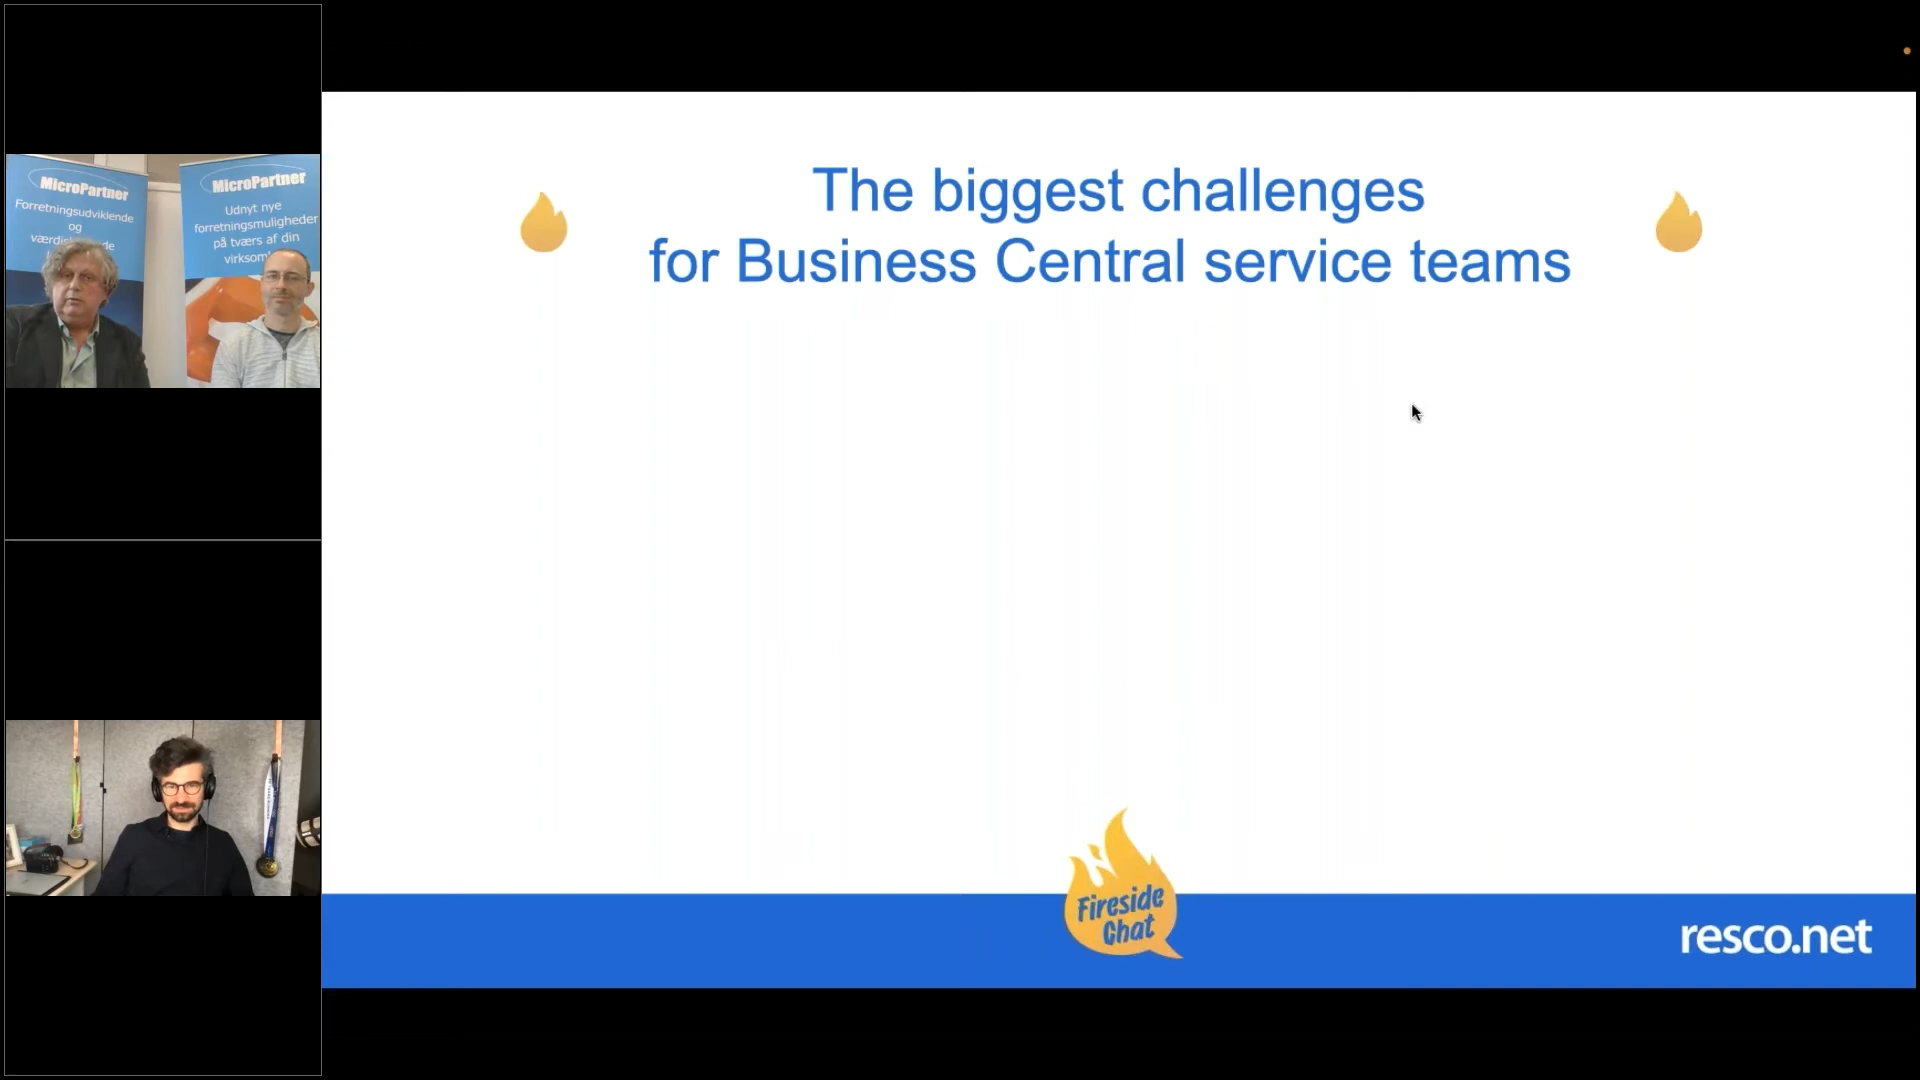 MicroPartner
Forretningsudviklende
og
MicroPartner
Udnyt nye
forretningsmuligheder
på tværs af din
The biggest challenges
for Business Central service teams
Fireside
Chat
resco.net